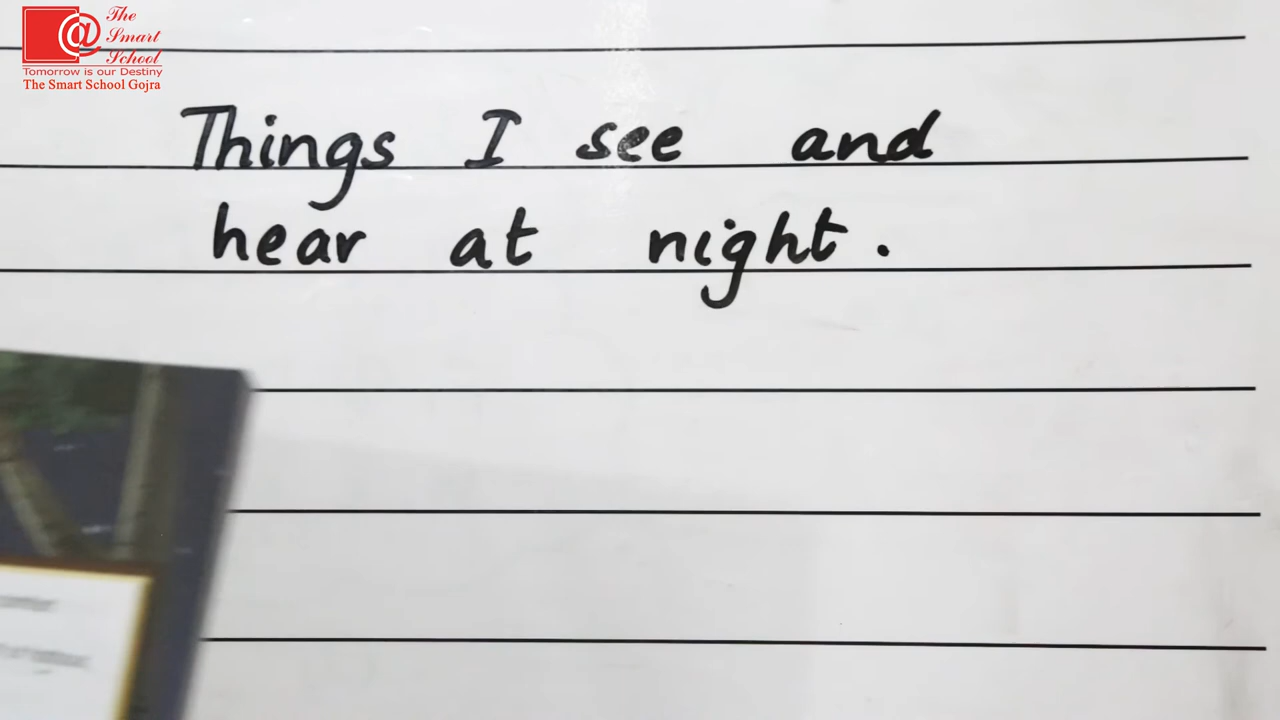 The
Smart
School
Tomorrow is our Destiny
The Smart School Gojra
Things I see and
hear at night.